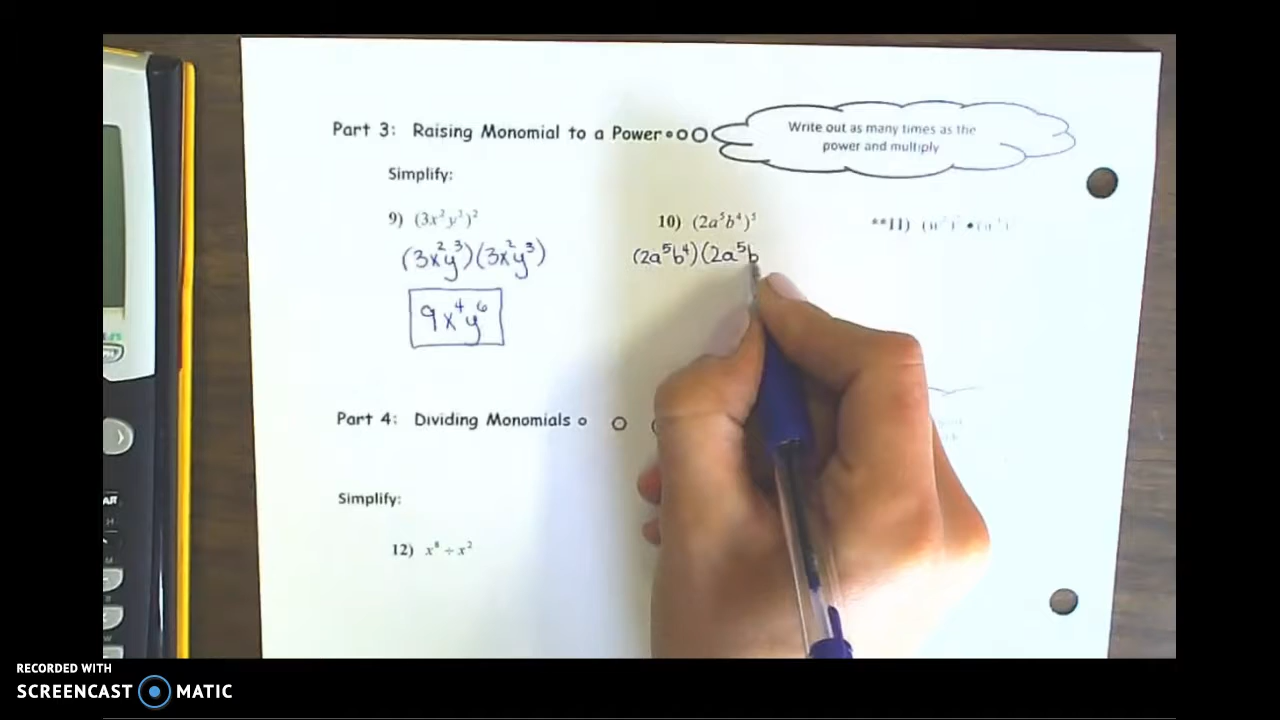 Part 3: Raising Monomial to a Power
Write out as many times as the
power and multiply
Simplify:
9) (3x²y³)²
10) (2a⁵b⁴)³
**11)
(3x²y³)(3x²y³)
(2a⁵b⁴)(2a⁵b
9x⁴y⁶
Part 4: Dividing Monomials
Simplify:
12) x⁸ ÷ x²
RECORDED WITH
SCREENCAST MATIC